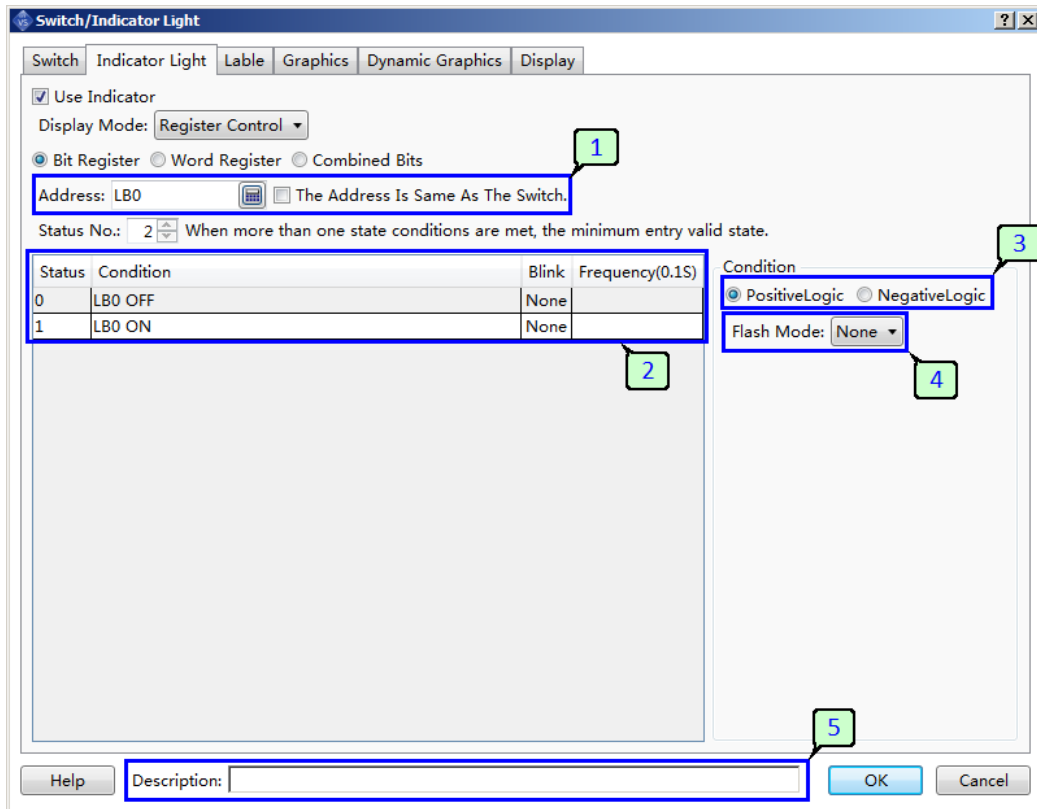 Switch/Indicator Light
Switch Indicator Light Lable Graphics Dynamic Graphics Display
Use Indicator
Display Mode: Register Control
1
Bit Register Word Register Combined Bits
Address: LB0 The Address Is Same As The Switch.
Status No.: 2 When more than one state conditions are met, the minimum entry valid state.
3
Status Condition Blink Frequency(0.1S)
0 LB0 OFF None
1 LB0 ON None
2
Condition
PositiveLogic NegativeLogic
Flash Mode: None
4
5
Help Description: OK Cancel